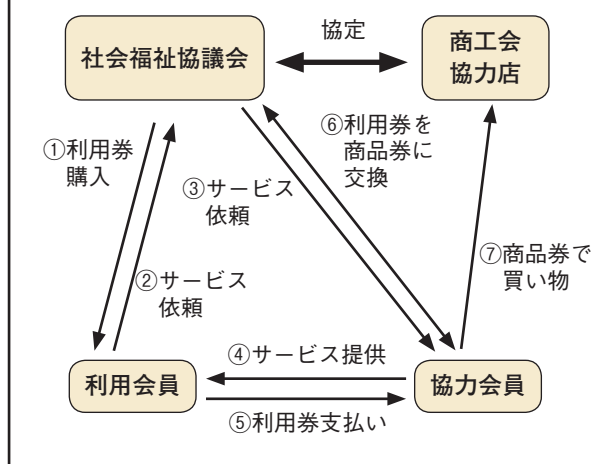 社会福祉協議会
協定
商工会
協力店
①利用券
購入
②サービス
依頼
③サービス
依頼
⑥利用券を
商品券に
交換
⑦商品券で
買い物
④サービス提供
利用会員
協力会員
⑤利用券支払い